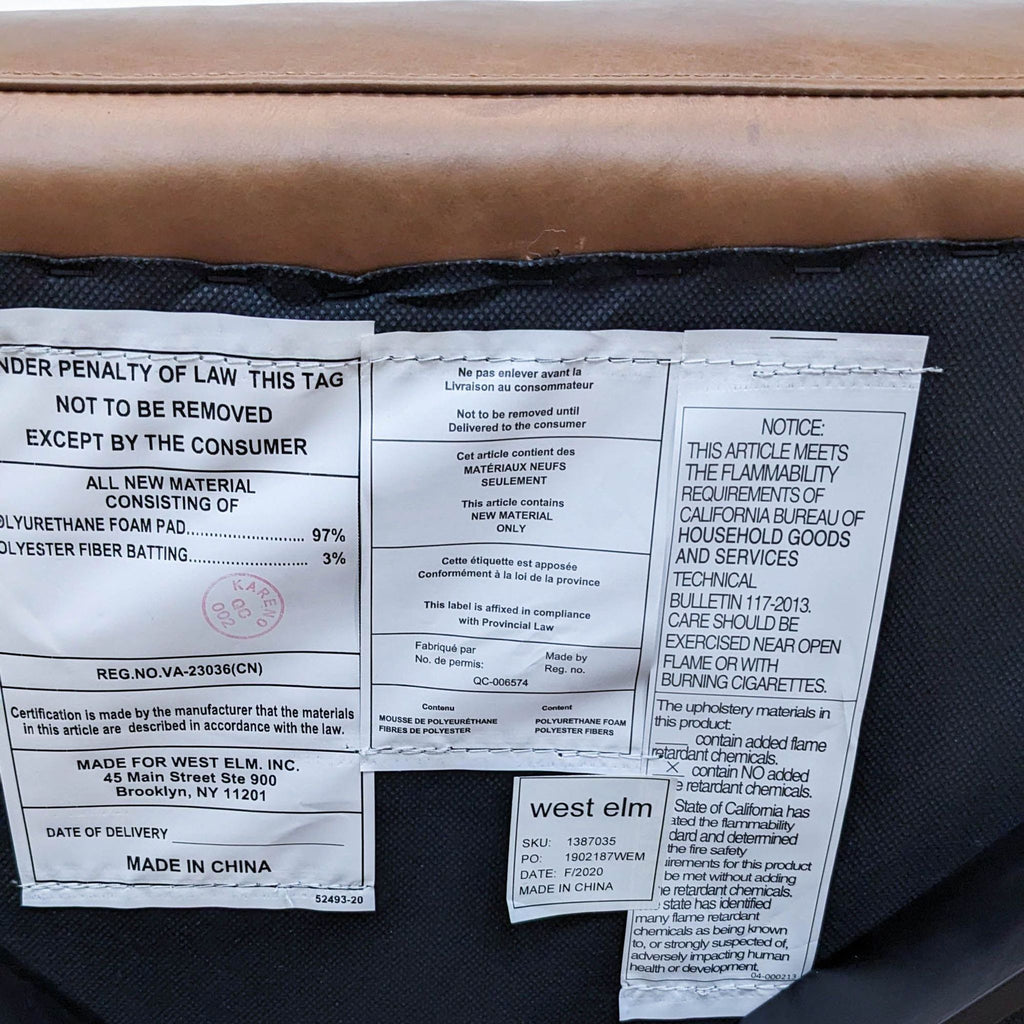 NDER PENALTY OF LAW THIS TAG
NOT TO BE REMOVED
EXCEPT BY THE CONSUMER
ALL NEW MATERIAL
CONSISTING OF
OLYURETHANE FOAM PAD............................ 97%
OLYESTER FIBER BATTING............................ 3%
KARENO
QC
002
REG.NO.VA-23036(CN)
Certification is made by the manufacturer that the materials
in this article are described in accordance with the law.
MADE FOR WEST ELM. INC.
45 Main Street Ste 900
Brooklyn, NY 11201
DATE OF DELIVERY
MADE IN CHINA
52493-20
Ne pas enlever avant la
Livraison au consommateur
Not to be removed until
Delivered to the consumer
Cet article contient des
MATÉRIAUX NEUFS
SEULEMENT
This article contains
NEW MATERIAL
ONLY
Cette étiquette est apposée
Conformément à la loi de la province
This label is affixed in compliance
with Provincial Law
Fabriqué par Made by
No. de permis: Reg. no.
QC-006574
Contenu Content
MOUSSE DE POLYEURÉTHANE POLYURETHANE FOAM
FIBRES DE POLYESTER POLYESTER FIBERS
west elm
SKU: 1387035
PO: 1902187WEM
DATE: F/2020
MADE IN CHINA
NOTICE:
THIS ARTICLE MEETS
THE FLAMMABILITY
REQUIREMENTS OF
CALIFORNIA BUREAU OF
HOUSEHOLD GOODS
AND SERVICES
TECHNICAL
BULLETIN 117-2013.
CARE SHOULD BE
EXERCISED NEAR OPEN
FLAME OR WITH
BURNING CIGARETTES.
The upholstery materials in
this product:
contain added flame
retardant chemicals.
X contain NO added
e retardant chemicals.
State of California has
ated the flammability
dard and determined
the fire safety
uirements for this product
be met without adding
e retardant chemicals.
state has identified
many flame retardant
chemicals as being known
to, or strongly suspected of,
adversely impacting human
health or development.
04-000213